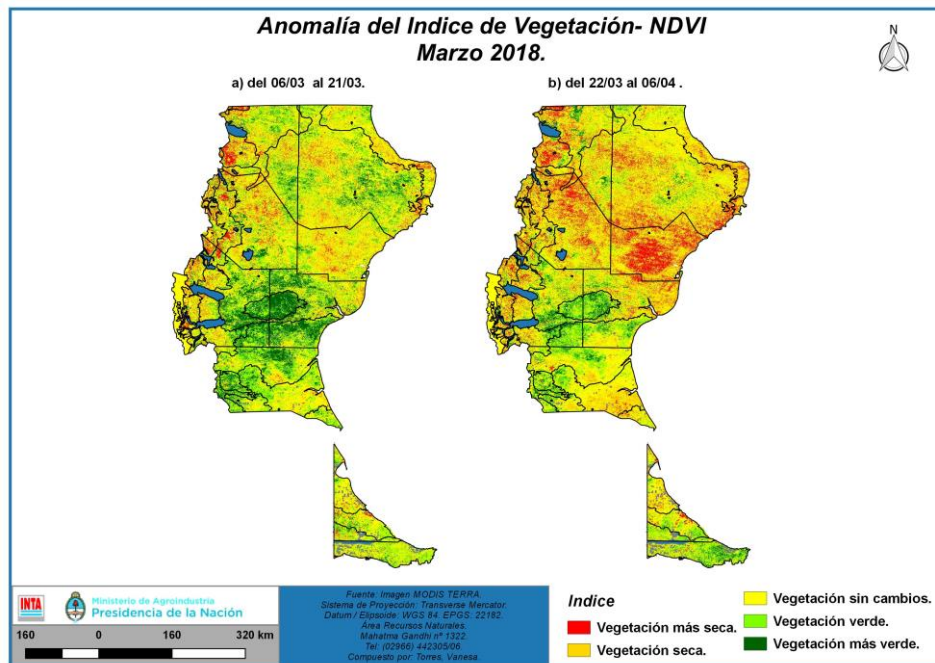 Anomalía del Indice de Vegetación- NDVI
Marzo 2018.
N
a) del 06/03 al 21/03.
b) del 22/03 al 06/04 .
INTA
Ministerio de Agroindustria
Presidencia de la Nación
160 0 160 320 km
Fuente: Imagen MODIS TERRA.
Sistema de Proyección: Transverse Mercator.
Datum / Elipsoide: WGS 84. EPGS: 22182.
Área Recursos Naturales.
Mahatma Gandhi nº 1322.
Tel: (02966) 442305/06.
Compuesto por: Torres, Vanesa.
Indice
Vegetación más seca.
Vegetación seca.
Vegetación sin cambios.
Vegetación verde.
Vegetación más verde.